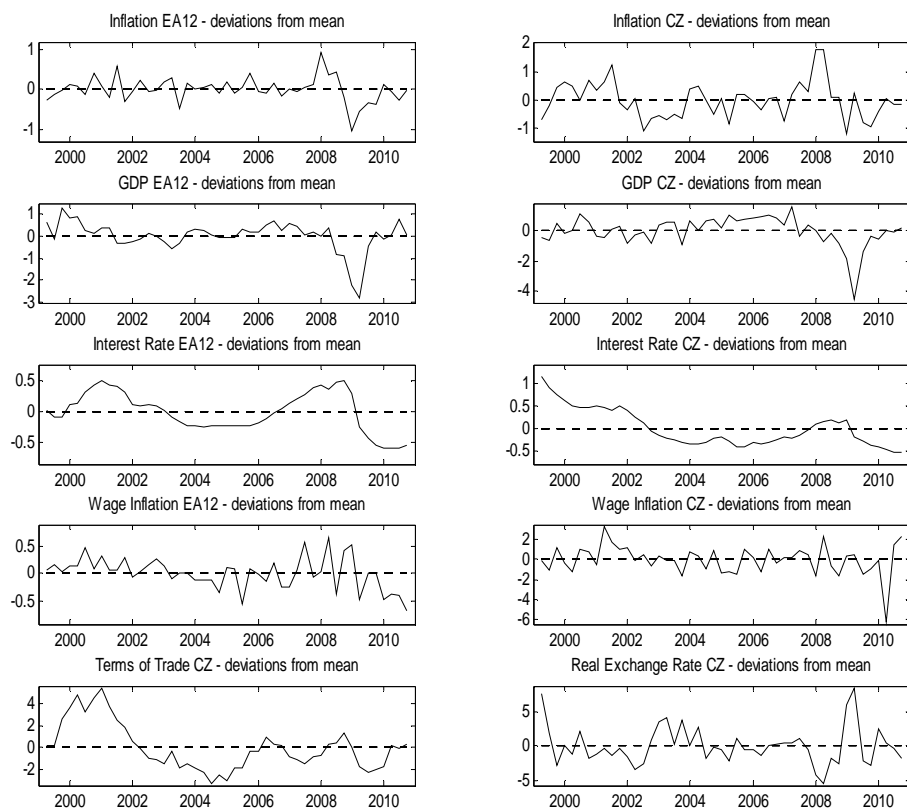 Inflation EA12 - deviations from mean
1
0
-1
2000 2002 2004 2006 2008 2010
Inflation CZ - deviations from mean
2
1
0
-1
2000 2002 2004 2006 2008 2010
GDP EA12 - deviations from mean
1
0
-1
-2
-3
2000 2002 2004 2006 2008 2010
GDP CZ - deviations from mean
0
-2
-4
2000 2002 2004 2006 2008 2010
Interest Rate EA12 - deviations from mean
0.5
0
-0.5
2000 2002 2004 2006 2008 2010
Interest Rate CZ - deviations from mean
1
0.5
0
-0.5
2000 2002 2004 2006 2008 2010
Wage Inflation EA12 - deviations from mean
0.5
0
-0.5
2000 2002 2004 2006 2008 2010
Wage Inflation CZ - deviations from mean
2
0
-2
-4
-6
2000 2002 2004 2006 2008 2010
Terms of Trade CZ - deviations from mean
4
2
0
-2
2000 2002 2004 2006 2008 2010
Real Exchange Rate CZ - deviations from mean
5
0
-5
2000 2002 2004 2006 2008 2010